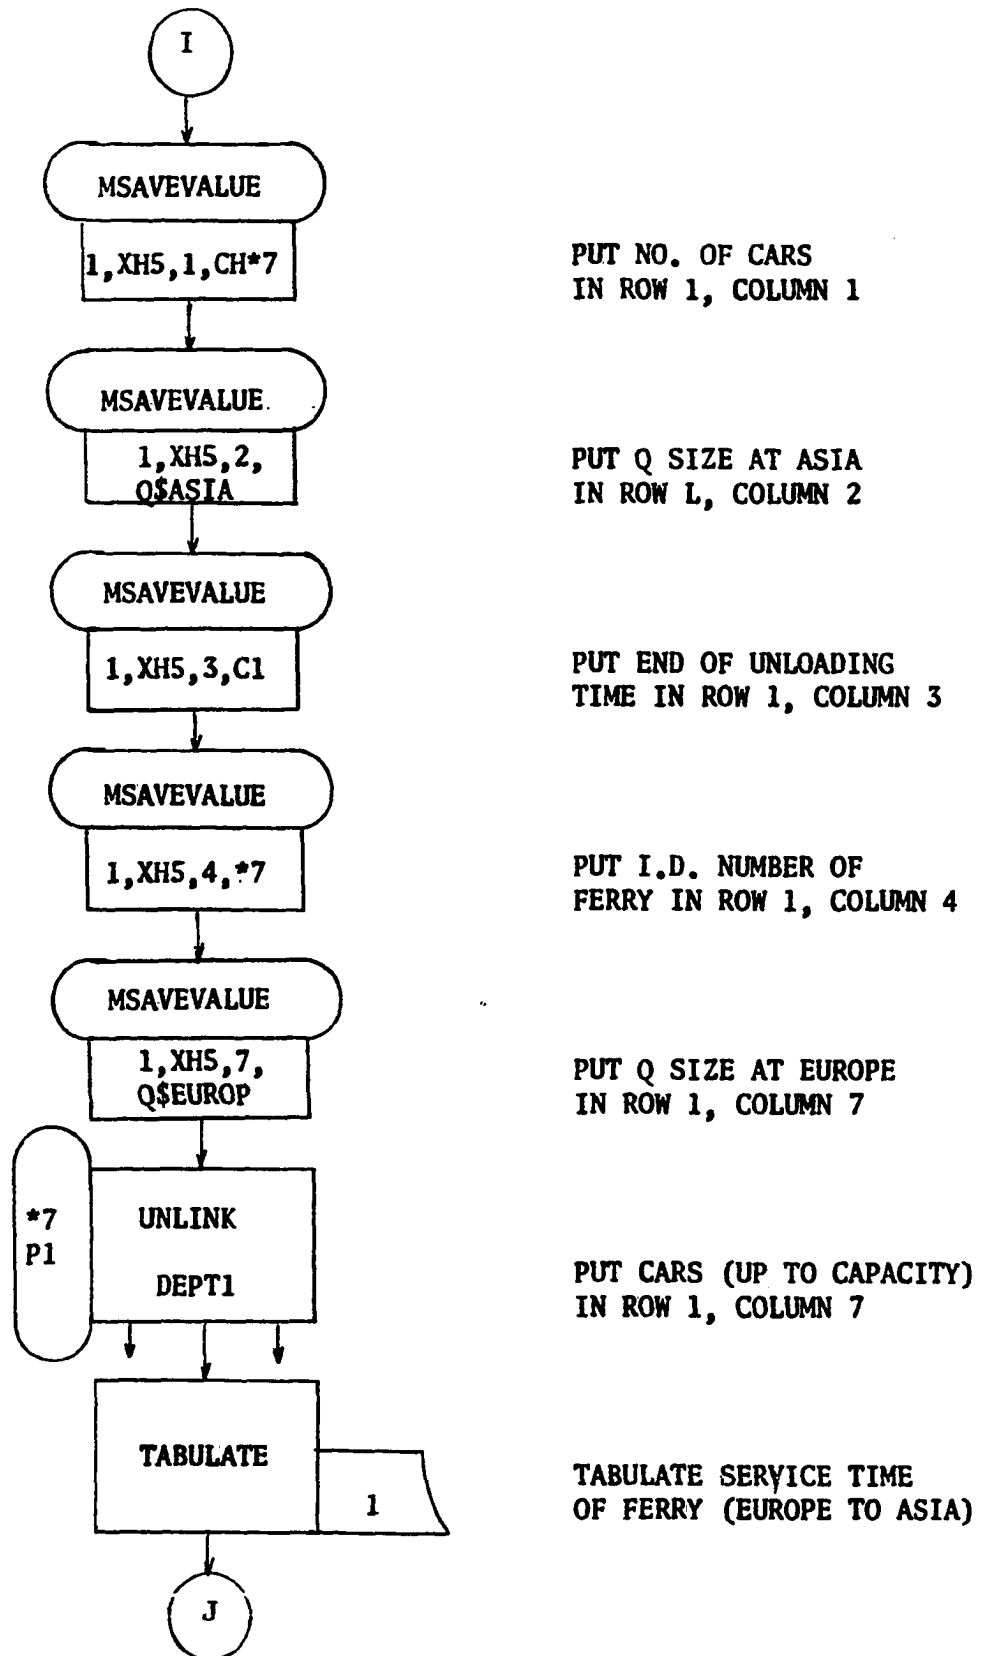 I
MSAVEVALUE
1,XH5,1,CH*7
PUT NO. OF CARS
IN ROW 1, COLUMN 1
MSAVEVALUE
1,XH5,2,
Q$ASIA
PUT Q SIZE AT ASIA
IN ROW L, COLUMN 2
MSAVEVALUE
1,XH5,3,C1
PUT END OF UNLOADING
TIME IN ROW 1, COLUMN 3
MSAVEVALUE
1,XH5,4,*7
PUT I.D. NUMBER OF
FERRY IN ROW 1, COLUMN 4
MSAVEVALUE
1,XH5,7,
Q$EUROP
PUT Q SIZE AT EUROPE
IN ROW 1, COLUMN 7
*7
P1
UNLINK
DEPT1
PUT CARS (UP TO CAPACITY)
IN ROW 1, COLUMN 7
TABULATE
1
TABULATE SERVICE TIME
OF FERRY (EUROPE TO ASIA)
J